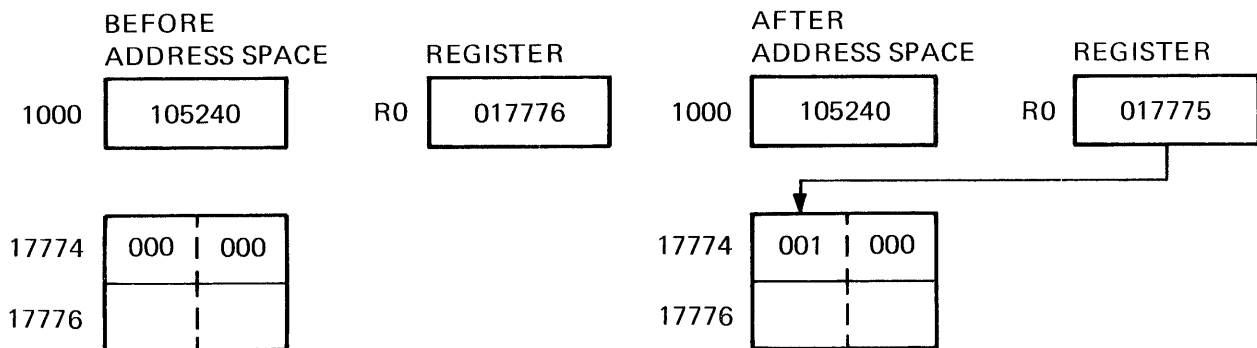 BEFORE
ADDRESS SPACE REGISTER
1000 105240 R0 017776
17774 000 000
17776
AFTER
ADDRESS SPACE REGISTER
1000 105240 R0 017775
17774 001 000
17776